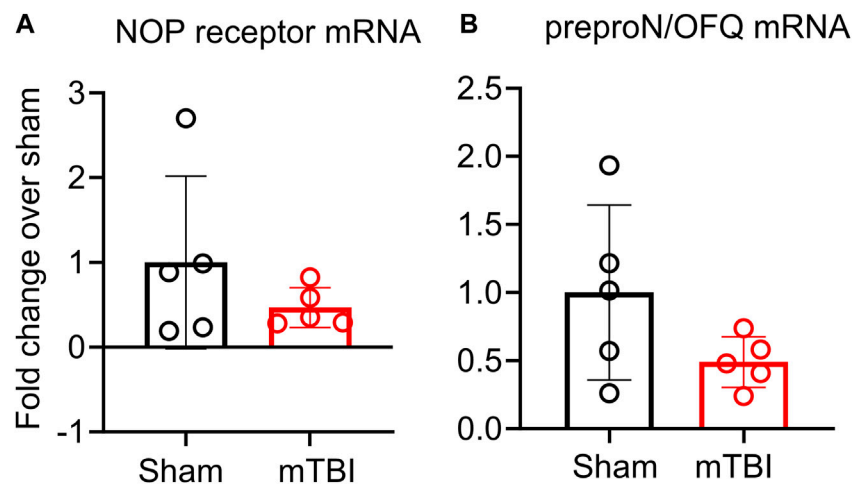 A
NOP receptor mRNA
Fold change over sham
3
2
1
0
-1
Sham
mTBI
B
preproN/OFQ mRNA
2.5
2.0
1.5
1.0
0.5
0.0
Sham
mTBI